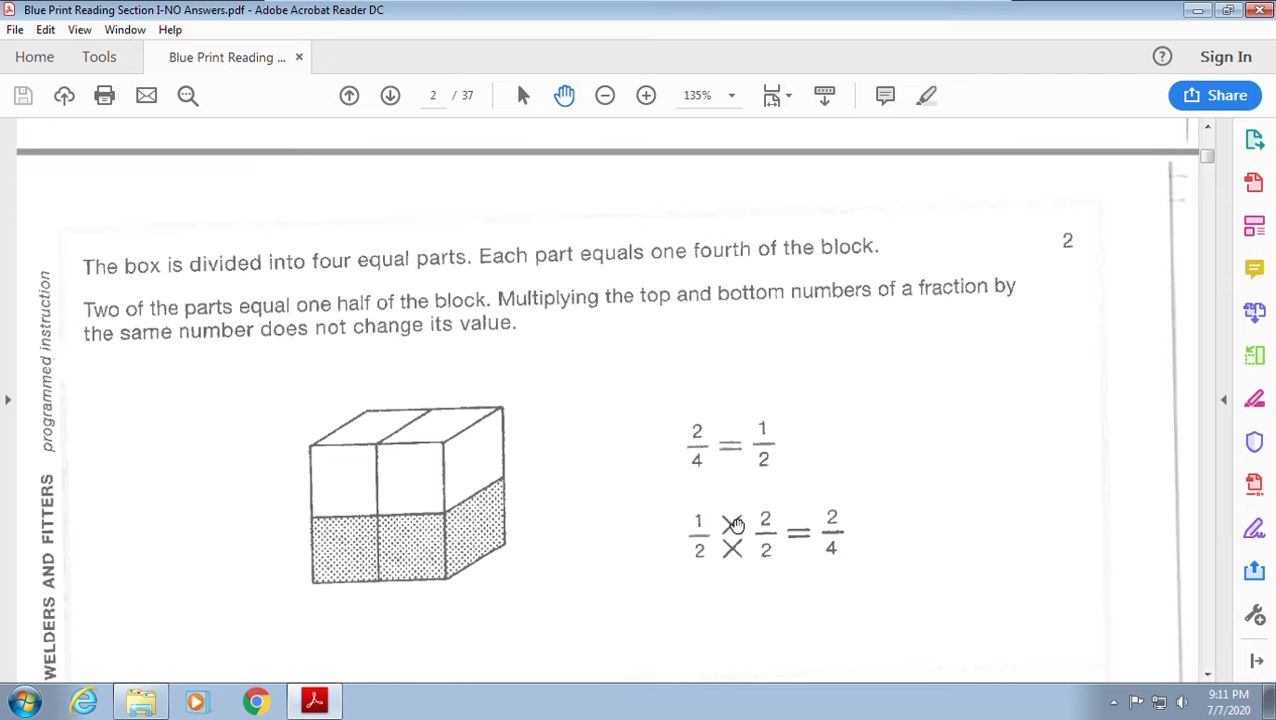 Blue Print Reading Section I-NO Answers.pdf - Adobe Acrobat Reader DC
File Edit View Window Help
Home Tools Blue Print Reading ... × ? Sign In
2 / 37 135% Share
The box is divided into four equal parts. Each part equals one fourth of the block. 2
Two of the parts equal one half of the block. Multiplying the top and bottom numbers of a fraction by
the same number does not change its value.
WELDERS AND FITTERS programmed instruction
2 1
— = —
4 2
1 × 2 2
— — = —
2 × 2 4
9:11 PM
7/7/2020